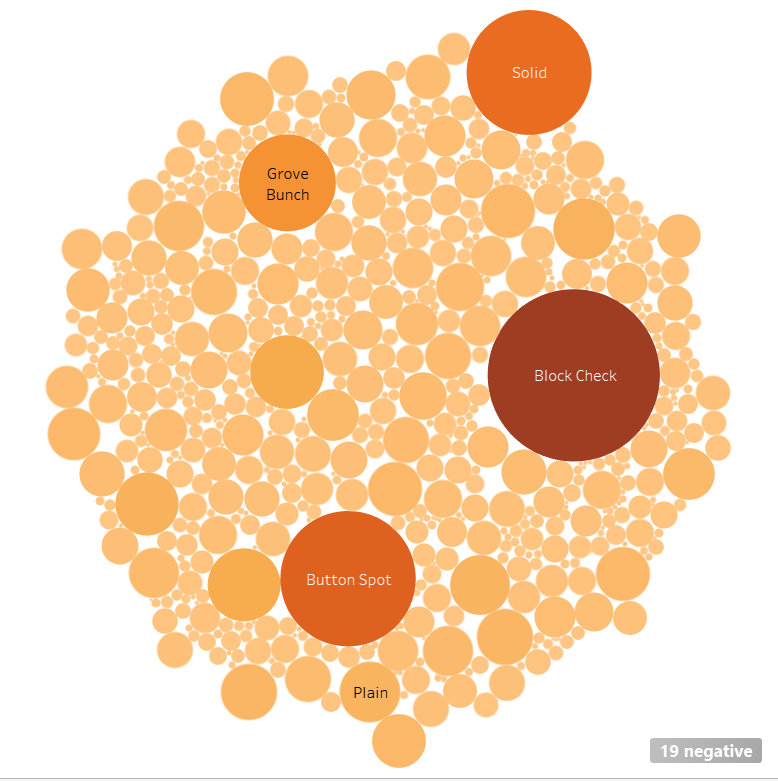 Solid
Grove
Bunch
Block Check
Button Spot
Plain
19 negative